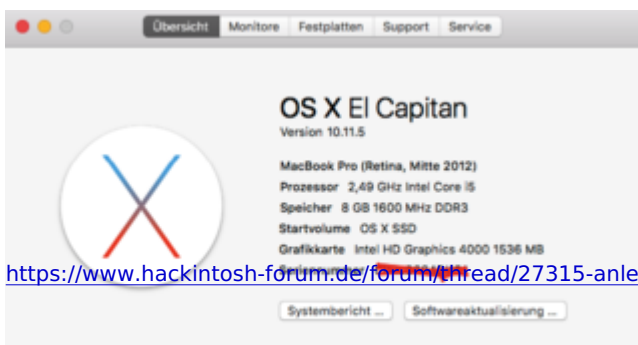 Übersicht Monitore Festplatten Support Service
OS X El Capitan
Version 10.11.5
MacBook Pro (Retina, Mitte 2012)
Prozessor 2,49 GHz Intel Core i5
Speicher 8 GB 1600 MHz DDR3
Startvolume OS X SSD
Grafikkarte Intel HD Graphics 4000 1536 MB
https://www.hackintosh-forum.de/forum/thread/27315-anle
Systembericht ... Softwareaktualisierung ...